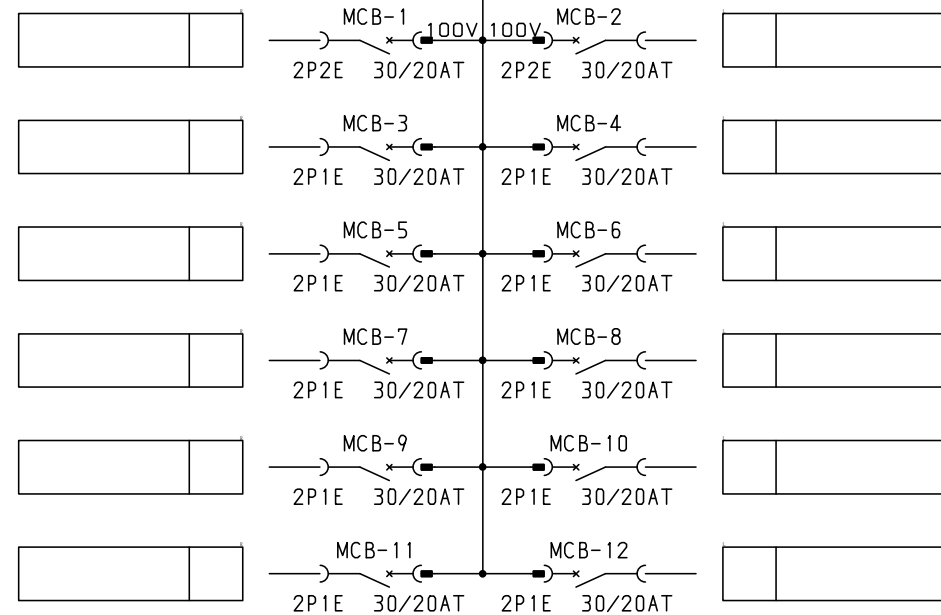 MCB-1 100V 100V MCB-2
2P2E 30/20AT 2P2E 30/20AT
MCB-3 MCB-4
2P1E 30/20AT 2P1E 30/20AT
MCB-5 MCB-6
2P1E 30/20AT 2P1E 30/20AT
MCB-7 MCB-8
2P1E 30/20AT 2P1E 30/20AT
MCB-9 MCB-10
2P1E 30/20AT 2P1E 30/20AT
MCB-11 MCB-12
2P1E 30/20AT 2P1E 30/20AT